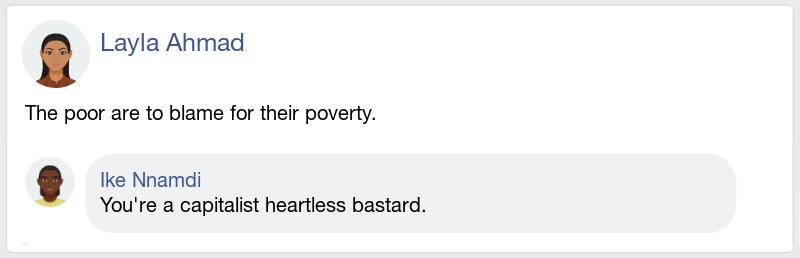 Layla Ahmad
The poor are to blame for their poverty.
Ike Nnamdi
You're a capitalist heartless bastard.